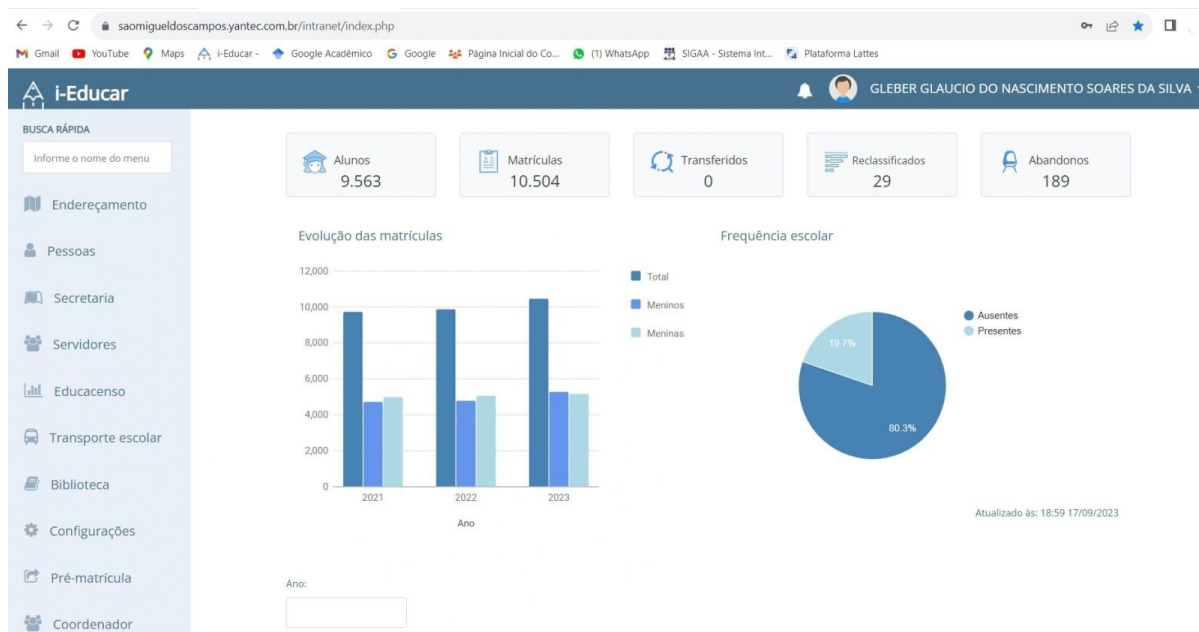 saomigueldoscampos.yantec.com.br/intranet/index.php
Gmail YouTube Maps i-Educar - Google Acadêmico Google Página Inicial do Co... (1) WhatsApp SIGAA - Sistema Int... Plataforma Lattes
i-Educar
GLEBER GLAUCIO DO NASCIMENTO SOARES DA SILVA
BUSCA RÁPIDA
Informe o nome do menu
Endereçamento
Pessoas
Secretaria
Servidores
Educacenso
Transporte escolar
Biblioteca
Configurações
Pré-matrícula
Coordenador
Alunos
9.563
Matrículas
10.504
Transferidos
0
Reclassificados
29
Abandonos
189
Evolução das matrículas
12,000
10,000
8,000
6,000
4,000
2,000
0
2021 2022 2023
Ano
Total
Meninos
Meninas
Frequência escolar
19.7%
80.3%
Ausentes
Presentes
Atualizado às: 18:59 17/09/2023
Ano: